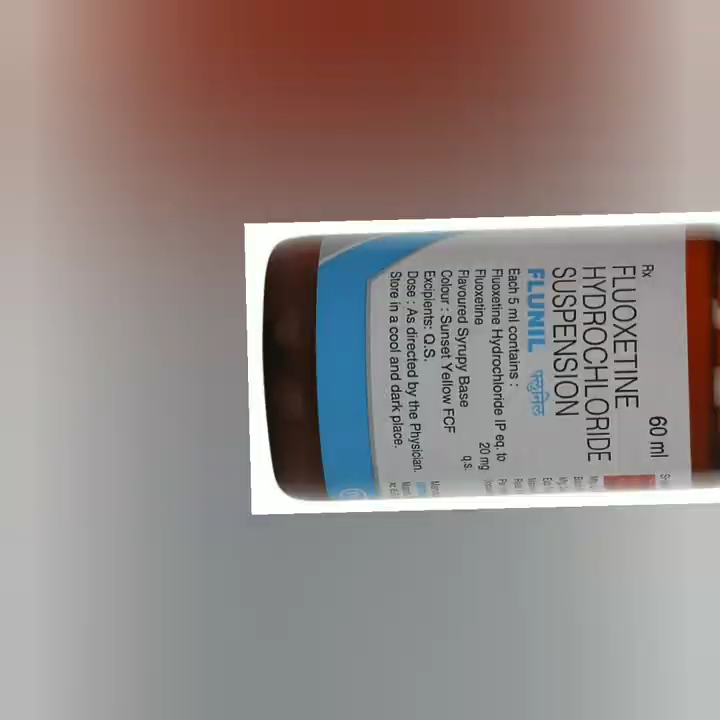 Rx
60 ml
FLUOXETINE
HYDROCHLORIDE
SUSPENSION
FLUNIL फ्लूनिल
Each 5 ml contains :
Fluoxetine Hydrochloride IP eq. to
Fluoxetine 20 mg
Flavoured Syrupy Base q.s.
Colour : Sunset Yellow FCF
Excipients: Q.S.
Dose : As directed by the Physician.
Store in a cool and dark place.